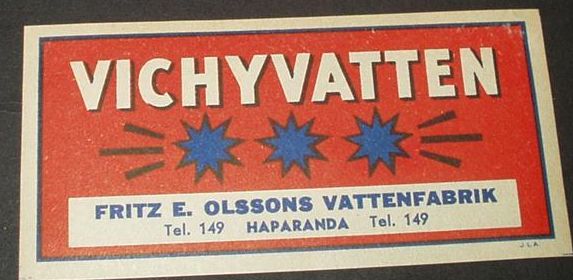 VICHYVATTEN
FRITZ E. OLSSONS VATTENFABRIK
Tel. 149 HAPARANDA Tel. 149
J.L.A.